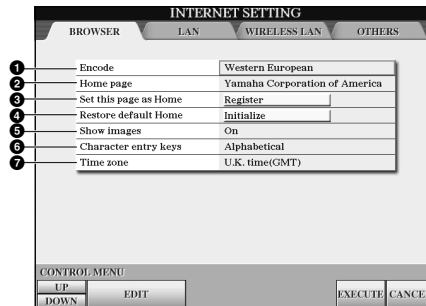 INTERNET SETTING
BROWSER LAN WIRELESS LAN OTHERS
1 Encode Western European
2 Home page Yamaha Corporation of America
3 Set this page as Home Register
4 Restore default Home Initialize
5 Show images On
6 Character entry keys Alphabetical
7 Time zone U.K. time(GMT)
CONTROL MENU
UP
DOWN
EDIT
EXECUTE CANCE